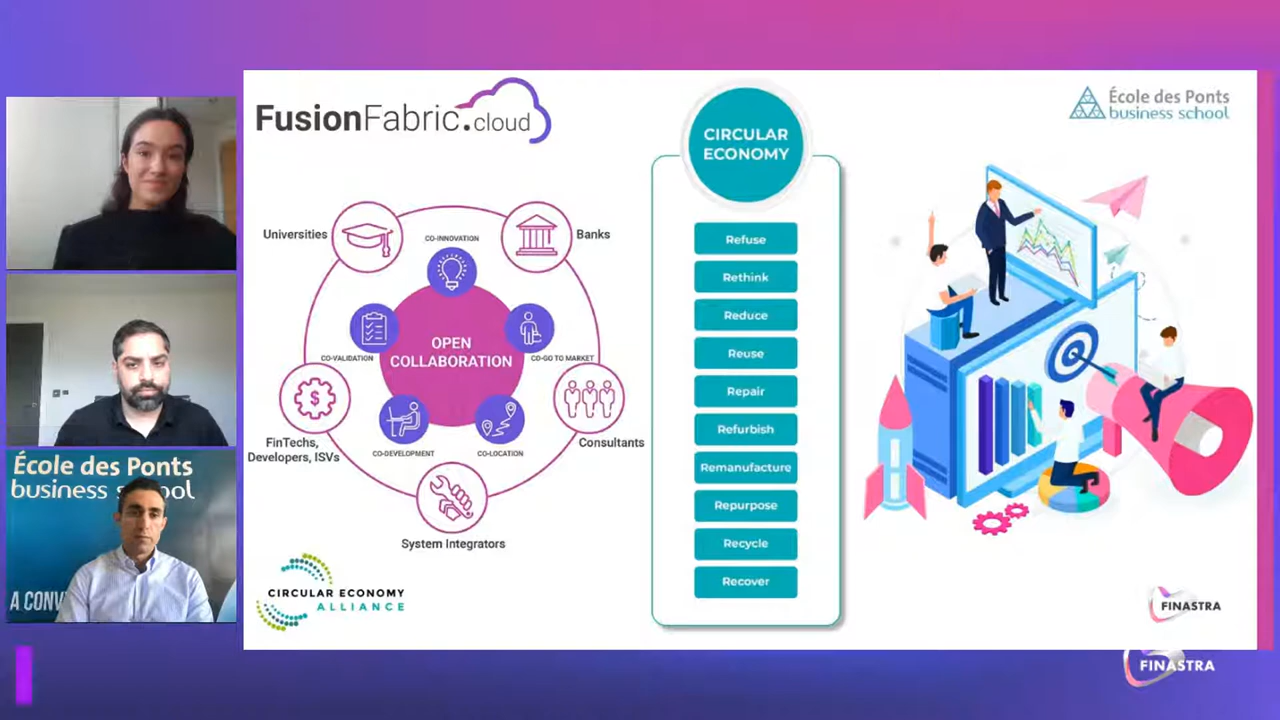 FusionFabric.cloud
Universities
Banks
CO-INNOVATION
CO-VALIDATION
OPEN
COLLABORATION
CO-GO TO MARKET
$
FinTechs,
Developers, ISVs
CO-DEVELOPMENT
CO-LOCATION
Consultants
System Integrators
CIRCULAR ECONOMY
ALLIANCE
CIRCULAR
ECONOMY
Refuse
Rethink
Reduce
Reuse
Repair
Refurbish
Remanufacture
Repurpose
Recycle
Recover
École des Ponts
business school
FINASTRA
FINASTRA
École des Ponts
business s ool
A CONV